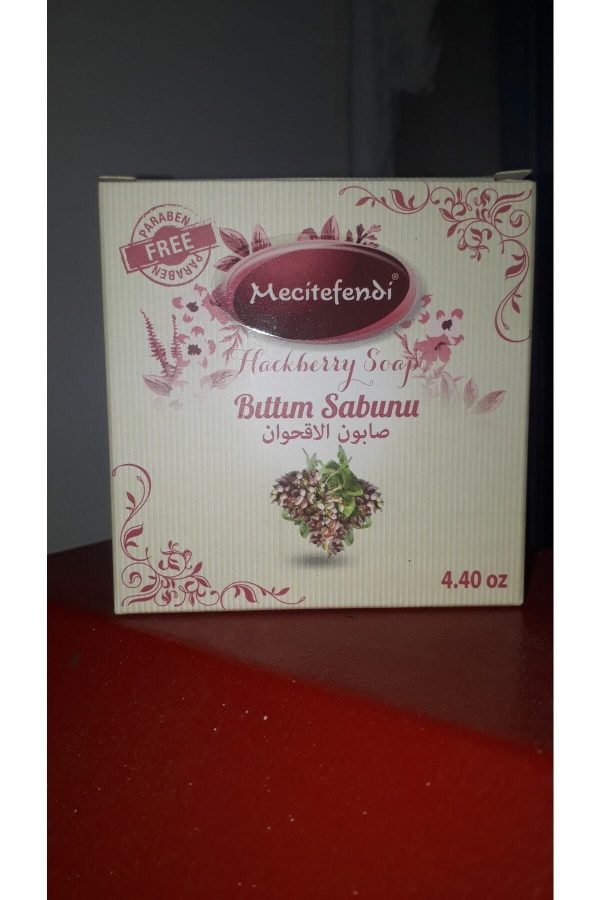 PARABEN
FREE
PARABEN
Mecitefendi®
Hackberry Soap
Bıttım Sabunu
صابون الاقحوان
4.40 oz